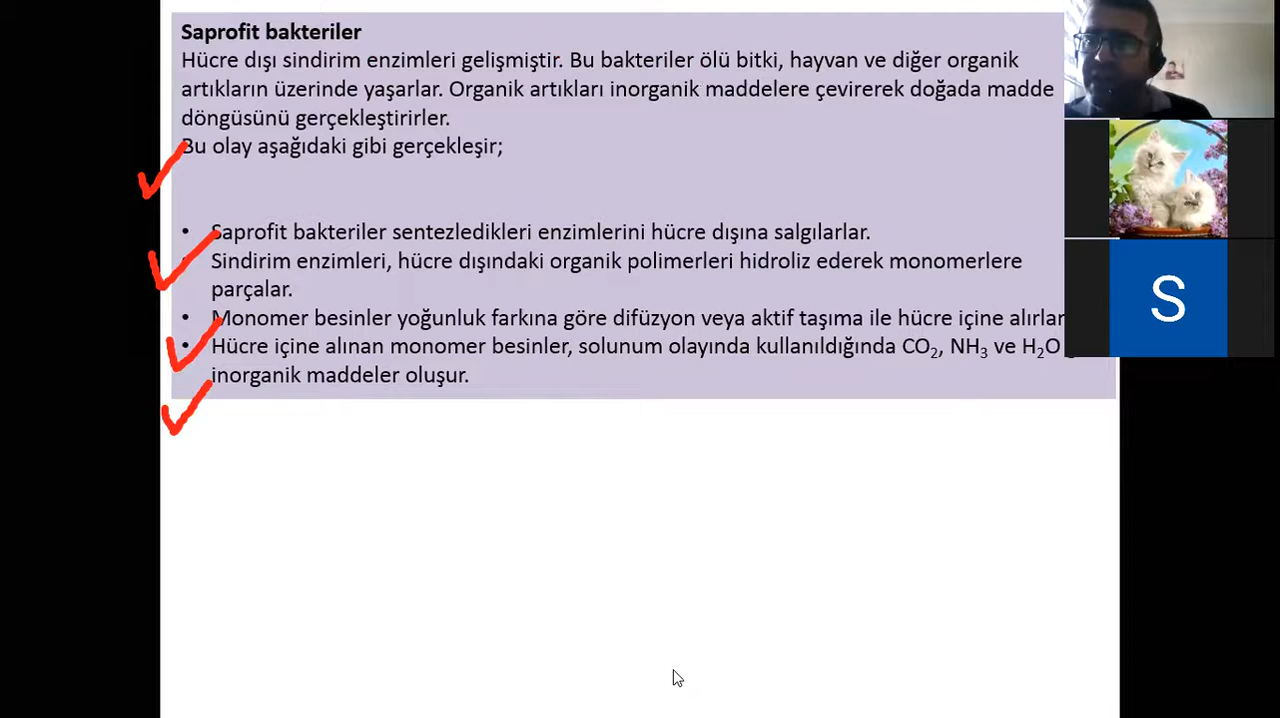 Saprofit bakteriler
Hücre dışı sindirim enzimleri gelişmiştir. Bu bakteriler ölü bitki, hayvan ve diğer organik
artıkların üzerinde yaşarlar. Organik artıkları inorganik maddelere çevirerek doğada madde
döngüsünü gerçekleştirirler.
Bu olay aşağıdaki gibi gerçekleşir;
• Saprofit bakteriler sentezledikleri enzimlerini hücre dışına salgılarlar.
• Sindirim enzimleri, hücre dışındaki organik polimerleri hidroliz ederek monomerlere
parçalar.
• Monomer besinler yoğunluk farkına göre difüzyon veya aktif taşıma ile hücre içine alırlar
• Hücre içine alınan monomer besinler, solunum olayında kullanıldığında CO₂, NH₃ ve H₂O
inorganik maddeler oluşur.
S